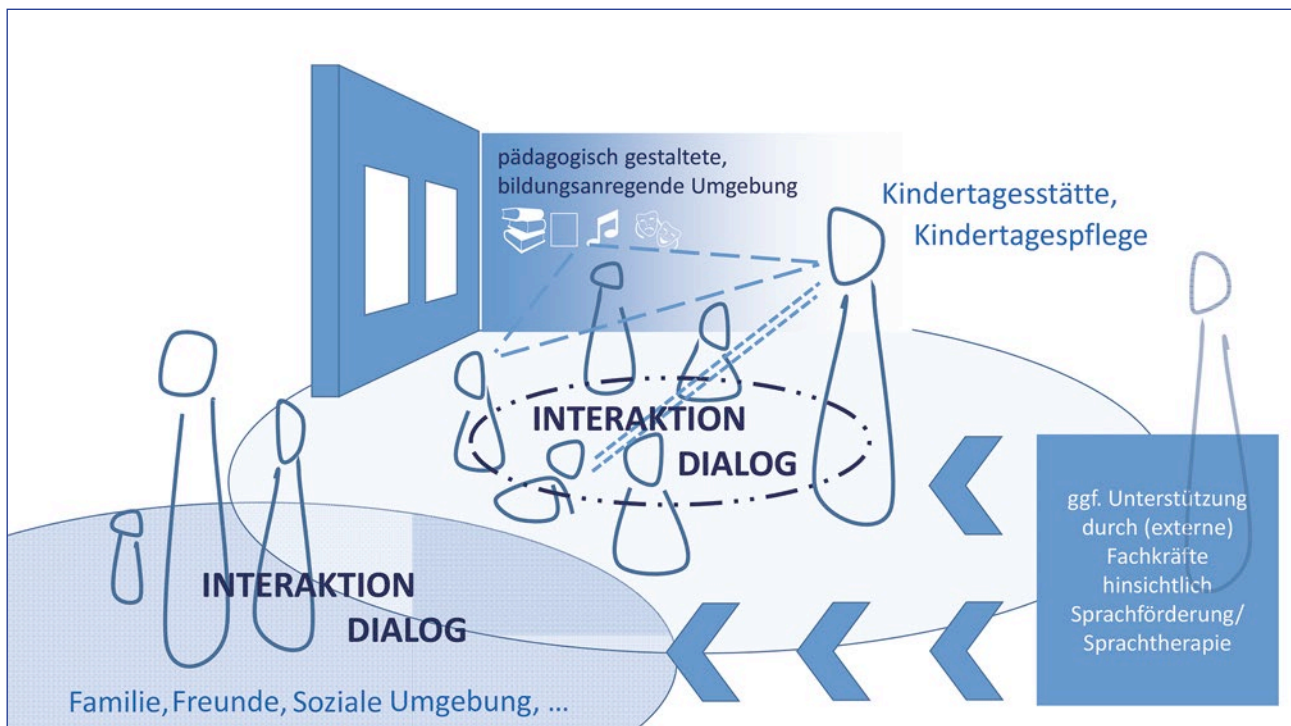 pädagogisch gestaltete,
bildungsanregende Umgebung
Kindertagesstätte,
Kindertagespflege
INTERAKTION
DIALOG
ggf. Unterstützung
durch (externe)
Fachkräfte
hinsichtlich
Sprachförderung/
Sprachtherapie
INTERAKTION
DIALOG
Familie, Freunde, Soziale Umgebung, ...